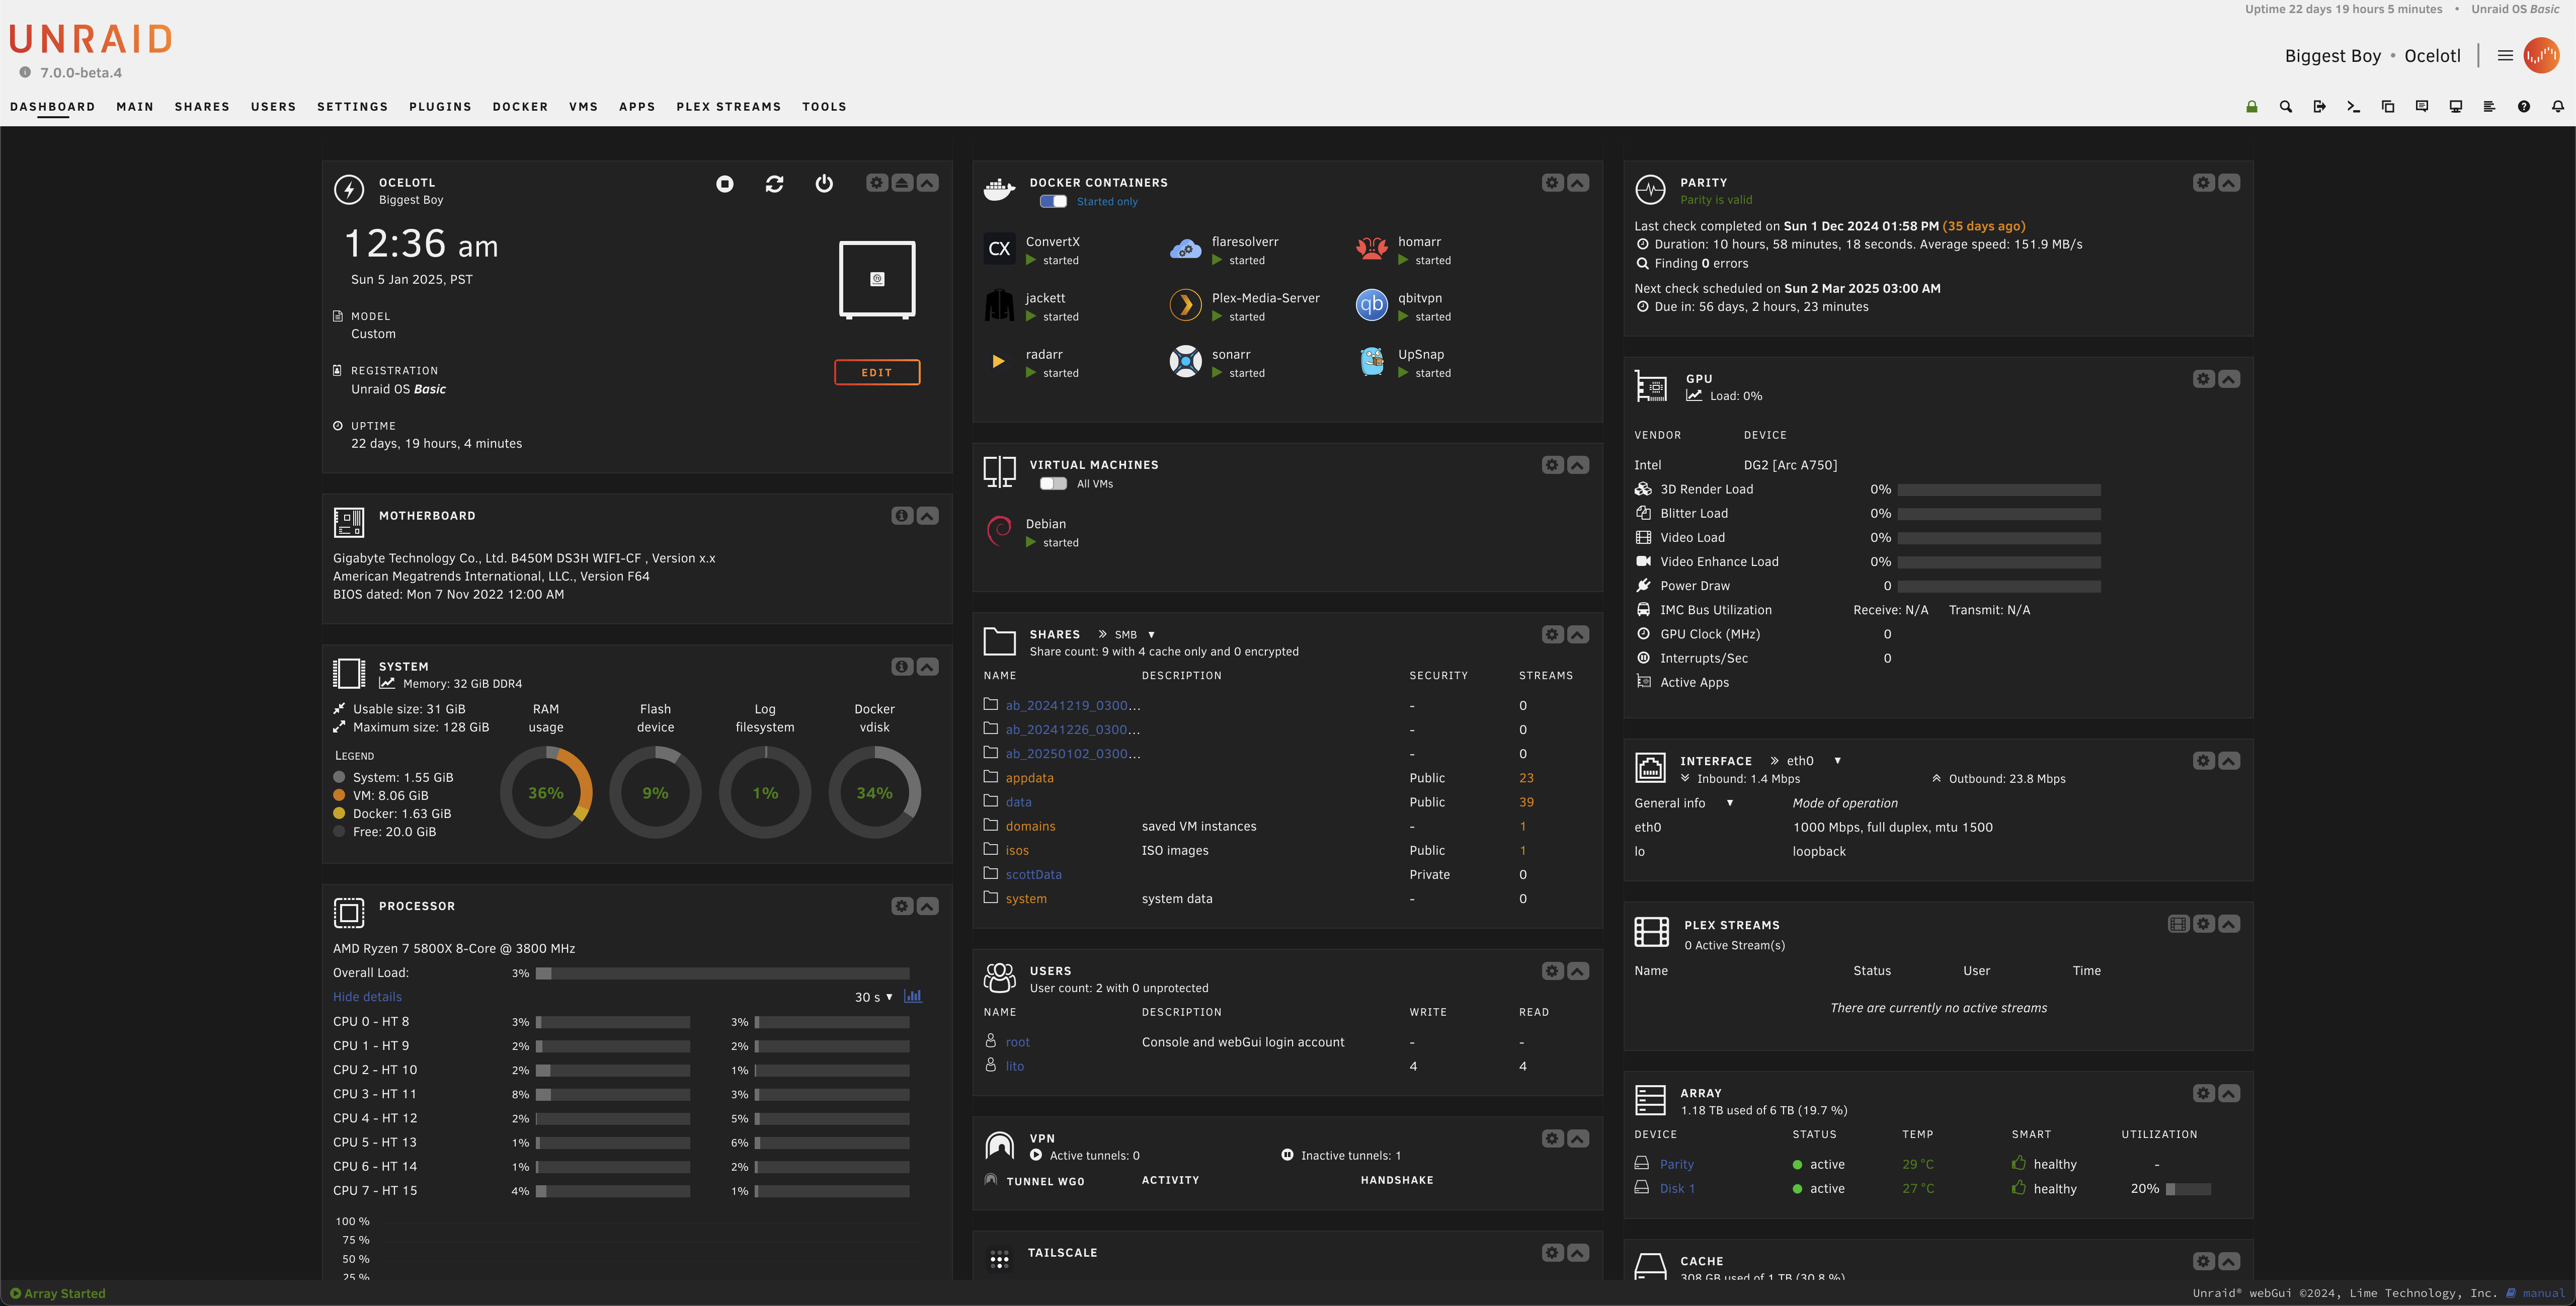 Uptime 22 days 19 hours 5 minutes • Unraid OS Basic
UNRAID
7.0.0-beta.4
Biggest Boy • Ocelotl
DASHBOARD MAIN SHARES USERS SETTINGS PLUGINS DOCKER VMS APPS PLEX STREAMS TOOLS
OCELOTL
Biggest Boy
12:36 am
Sun 5 Jan 2025, PST
MODEL
Custom
REGISTRATION
Unraid OS Basic
EDIT
UPTIME
22 days, 19 hours, 4 minutes
MOTHERBOARD
Gigabyte Technology Co., Ltd. B450M DS3H WIFI-CF , Version x.x
American Megatrends International, LLC., Version F64
BIOS dated: Mon 7 Nov 2022 12:00 AM
SYSTEM
Memory: 32 GiB DDR4
Usable size: 31 GiB
Maximum size: 128 GiB
RAM usage
Flash device
Log filesystem
Docker vdisk
LEGEND
System: 1.55 GiB
VM: 8.06 GiB
Docker: 1.63 GiB
Free: 20.0 GiB
36% 9% 1% 34%
PROCESSOR
AMD Ryzen 7 5800X 8-Core @ 3800 MHz
Overall Load: 3%
Hide details 30 s
CPU 0 - HT 8 3% 3%
CPU 1 - HT 9 2% 2%
CPU 2 - HT 10 2% 1%
CPU 3 - HT 11 8% 3%
CPU 4 - HT 12 2% 5%
CPU 5 - HT 13 1% 6%
CPU 6 - HT 14 1% 2%
CPU 7 - HT 15 4% 1%
100 %
75 %
50 %
25 %
DOCKER CONTAINERS
Started only
CX
ConvertX
started
flaresolverr
started
homarr
started
jackett
started
Plex-Media-Server
started
qb
qbitvpn
started
radarr
started
sonarr
started
UpSnap
started
VIRTUAL MACHINES
All VMs
Debian
started
SHARES SMB
Share count: 9 with 4 cache only and 0 encrypted
NAME DESCRIPTION SECURITY STREAMS
ab_20241219_0300... - 0
ab_20241226_0300... - 0
ab_20250102_0300... - 0
appdata Public 23
data Public 39
domains saved VM instances - 1
isos ISO images Public 1
scottData Private 0
system system data - 0
USERS
User count: 2 with 0 unprotected
NAME DESCRIPTION WRITE READ
root Console and webGui login account - -
lito 4 4
VPN
Active tunnels: 0 Inactive tunnels: 1
TUNNEL WG0 ACTIVITY HANDSHAKE
TAILSCALE
PARITY
Parity is valid
Last check completed on Sun 1 Dec 2024 01:58 PM (35 days ago)
Duration: 10 hours, 58 minutes, 18 seconds. Average speed: 151.9 MB/s
Finding 0 errors
Next check scheduled on Sun 2 Mar 2025 03:00 AM
Due in: 56 days, 2 hours, 23 minutes
GPU
Load: 0%
VENDOR DEVICE
Intel DG2 [Arc A750]
3D Render Load 0%
Blitter Load 0%
Video Load 0%
Video Enhance Load 0%
Power Draw 0
IMC Bus Utilization Receive: N/A Transmit: N/A
GPU Clock (MHz) 0
Interrupts/Sec 0
Active Apps
INTERFACE eth0
Inbound: 1.4 Mbps Outbound: 23.8 Mbps
General info Mode of operation
eth0 1000 Mbps, full duplex, mtu 1500
lo loopback
PLEX STREAMS
0 Active Stream(s)
Name Status User Time
There are currently no active streams
ARRAY
1.18 TB used of 6 TB (19.7 %)
DEVICE STATUS TEMP SMART UTILIZATION
Parity active 29 °C healthy -
Disk 1 active 27 °C healthy 20%
CACHE
308 GB used of 1 TB (30.8 %)
Array Started
Unraid® webGui ©2024, Lime Technology, Inc. manual